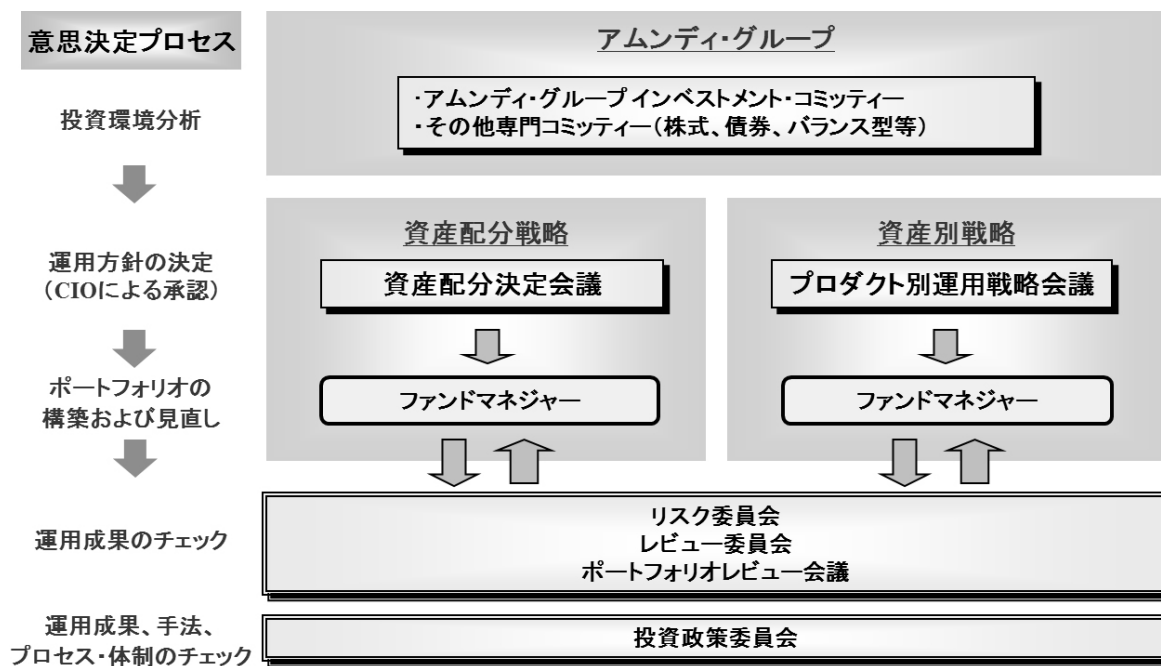 意思決定プロセス
アムンディ・グループ
投資環境分析
・アムンディ・グループ インベストメント・コミッティー
・その他専門コミッティー(株式、債券、バランス型等)
資産配分戦略
資産別戦略
運用方針の決定
(CIOによる承認)
資産配分決定会議
プロダクト別運用戦略会議
ポートフォリオの
構築および見直し
ファンドマネジャー
ファンドマネジャー
運用成果のチェック
リスク委員会
レビュー委員会
ポートフォリオレビュー会議
運用成果、手法、
プロセス・体制のチェック
投資政策委員会